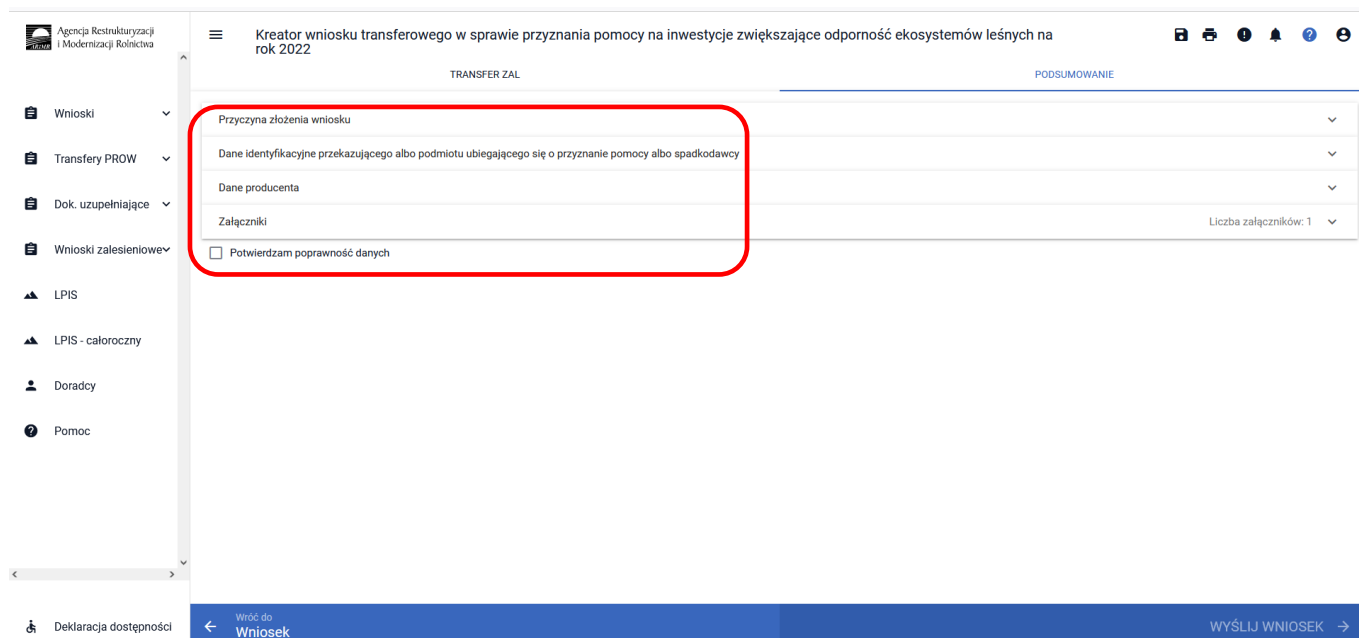 Agencja Restrukturyzacji
i Modernizacji Rolnictwa
ARiMR
Kreator wniosku transferowego w sprawie przyznania pomocy na inwestycje zwiększające odporność ekosystemów leśnych na
rok 2022
TRANSFER ZAL
PODSUMOWANIE
Wnioski
Transfery PROW
Dok. uzupełniające
Wnioski zalesieniowe
LPIS
LPIS - całoroczny
Doradcy
Pomoc
Deklaracja dostępności
Przyczyna złożenia wniosku
Dane identyfikacyjne przekazującego albo podmiotu ubiegającego się o przyznanie pomocy albo spadkodawcy
Dane producenta
Załączniki Liczba załączników: 1
Potwierdzam poprawność danych
Wróć do
Wniosek
WYŚLIJ WNIOSEK